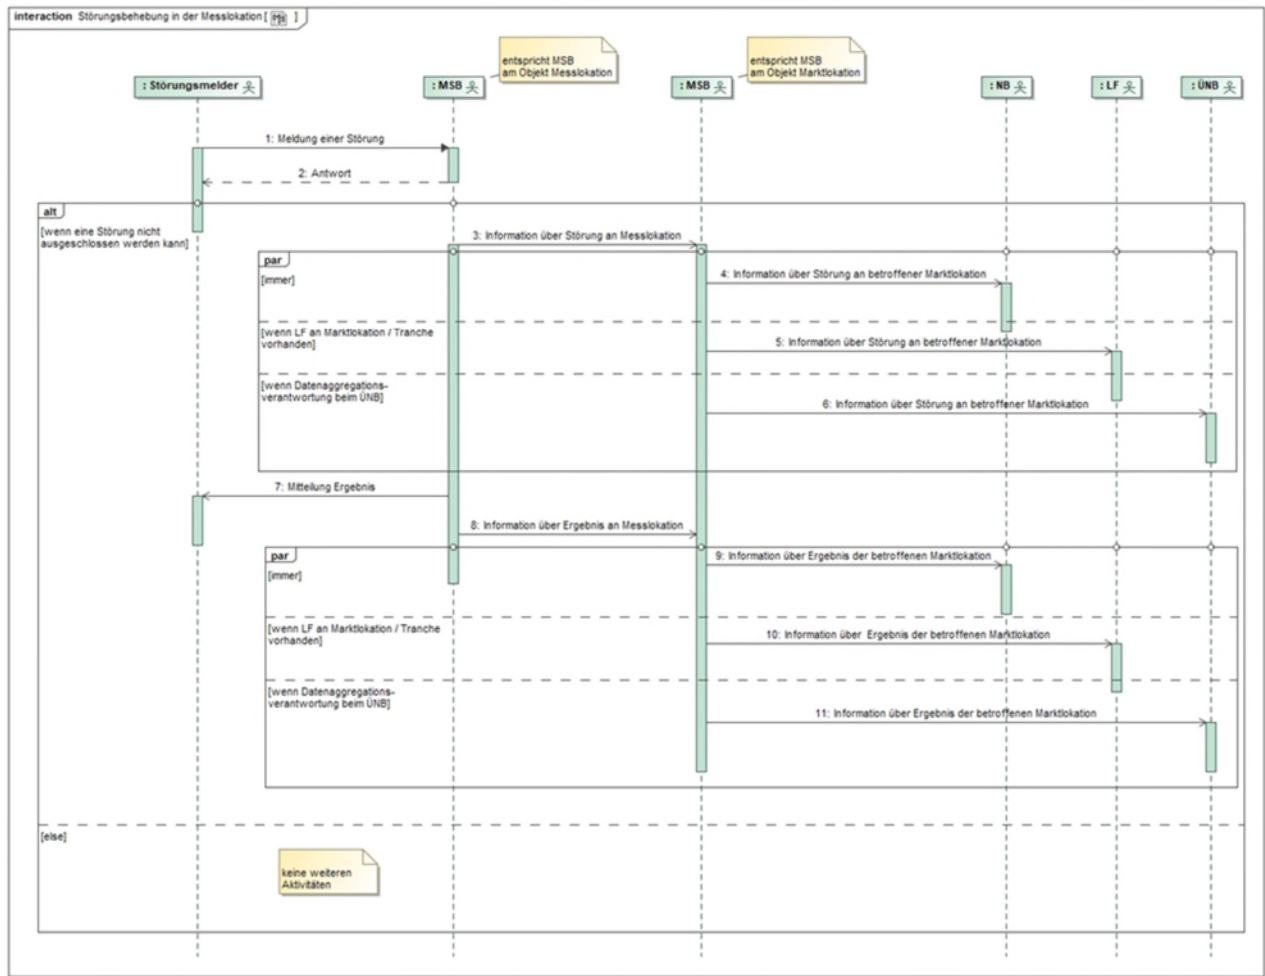 interaction Störungsbehebung in der Messlokation [ ]
entspricht MSB
am Objekt Messlokation
entspricht MSB
am Objekt Marktlokation
: Störungsmelder
: MSB
: MSB
: NB
: LF
: ÜNB
1: Meldung einer Störung
2: Antwort
alt
[wenn eine Störung nicht
ausgeschlossen werden kann]
3: Information über Störung an Messlokation
par
[immer]
4: Information über Störung an betroffener Marktlokation
[wenn LF an Marktlokation / Tranche
vorhanden]
5: Information über Störung an betroffener Marktlokation
[wenn Datenaggregations-
verantwortung beim ÜNB]
6: Information über Störung an betroffener Marktlokation
7: Mitteilung Ergebnis
8: Information über Ergebnis an Messlokation
par
[immer]
9: Information über Ergebnis der betroffenen Marktlokation
[wenn LF an Marktlokation / Tranche
vorhanden]
10: Information über Ergebnis der betroffenen Marktlokation
[wenn Datenaggregations-
verantwortung beim ÜNB]
11: Information über Ergebnis der betroffenen Marktlokation
[else]
keine weiteren
Aktivitäten